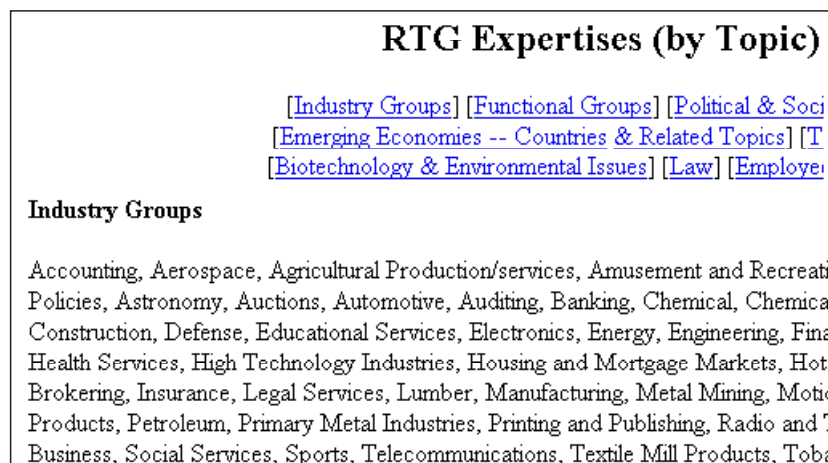 RTG Expertises (by Topic)
[Industry Groups] [Functional Groups] [Political & Soci
[Emerging Economies -- Countries & Related Topics] [T
[Biotechnology & Environmental Issues] [Law] [Employe
Industry Groups
Accounting, Aerospace, Agricultural Production/services, Amusement and Recreati
Policies, Astronomy, Auctions, Automotive, Auditing, Banking, Chemical, Chemica
Construction, Defense, Educational Services, Electronics, Energy, Engineering, Fina
Health Services, High Technology Industries, Housing and Mortgage Markets, Hot
Brokering, Insurance, Legal Services, Lumber, Manufacturing, Metal Mining, Motio
Products, Petroleum, Primary Metal Industries, Printing and Publishing, Radio and T
Business, Social Services, Sports, Telecommunications, Textile Mill Products, Toba